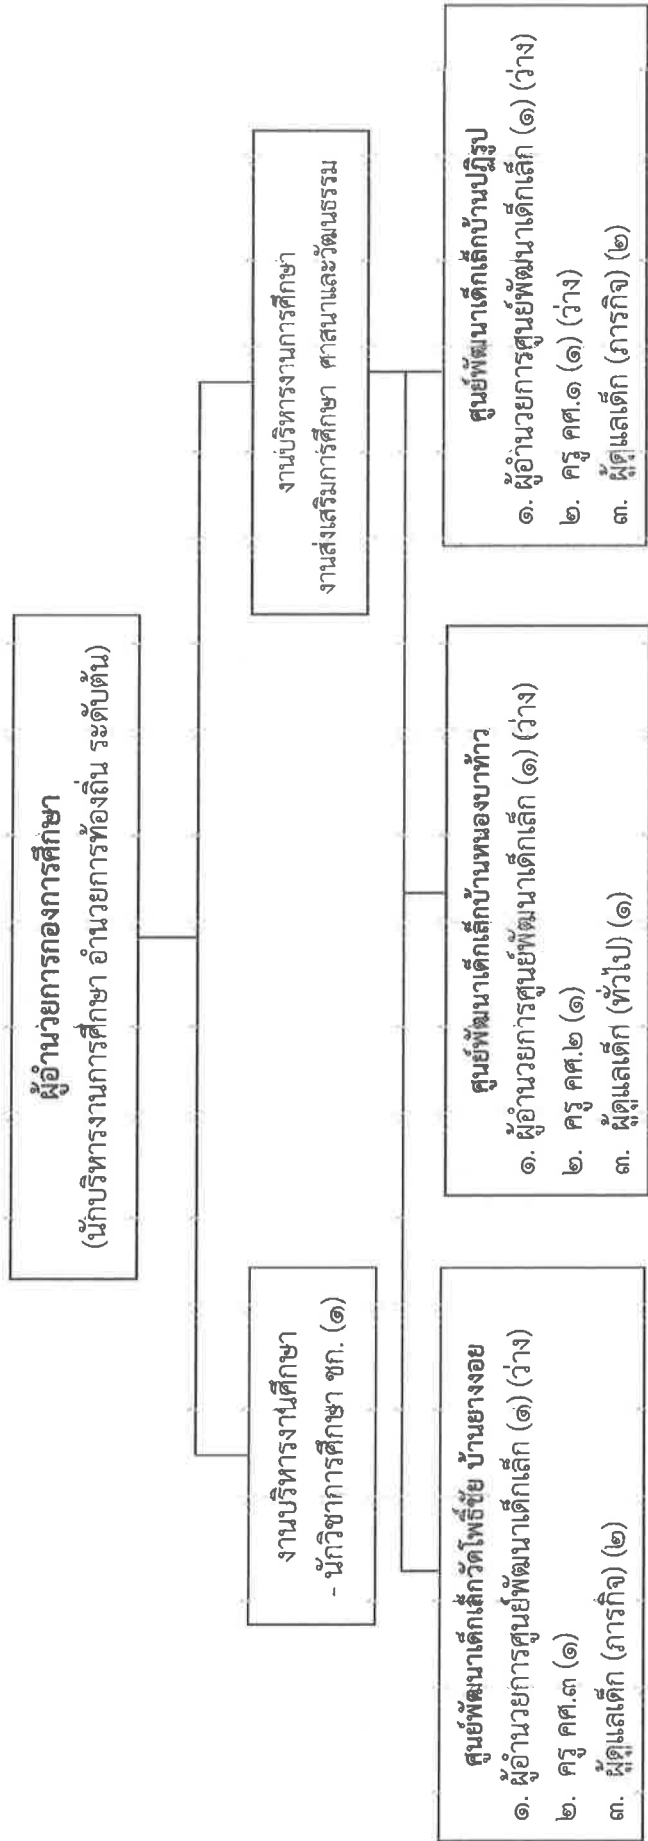 ผู้อำนวยการกองการศึกษา
(นักบริหารงานการศึกษา อำนวยการท้องถิ่น ระดับต้น)
งานบริหารงานศึกษา
- นักวิชาการศึกษา ชก. (๑)
งานบริหารงานการศึกษา
งานส่งเสริมการศึกษา ศาสนาและวัฒนธรรม
ศูนย์พัฒนาเด็กเล็กวัดโพธิ์ชัย บ้านยางงอย
๑. ผู้อำนวยการศูนย์พัฒนาเด็กเล็ก (๑) (ว่าง)
๒. ครู คศ.๓ (๑)
๓. ผู้ดูแลเด็ก (ภารกิจ) (๒)
ศูนย์พัฒนาเด็กเล็กบ้านหนองบาท้าว
๑. ผู้อำนวยการศูนย์พัฒนาเด็กเล็ก (๑) (ว่าง)
๒. ครู คศ.๒ (๑)
๓. ผู้ดูแลเด็ก (ทั่วไป) (๑)
ศูนย์พัฒนาเด็กเล็กบ้านปฏิรูป
๑. ผู้อำนวยการศูนย์พัฒนาเด็กเล็ก (๑) (ว่าง)
๒. ครู คศ.๑ (๑) (ว่าง)
๓. ผู้ดูแลเด็ก (ภารกิจ) (๒)